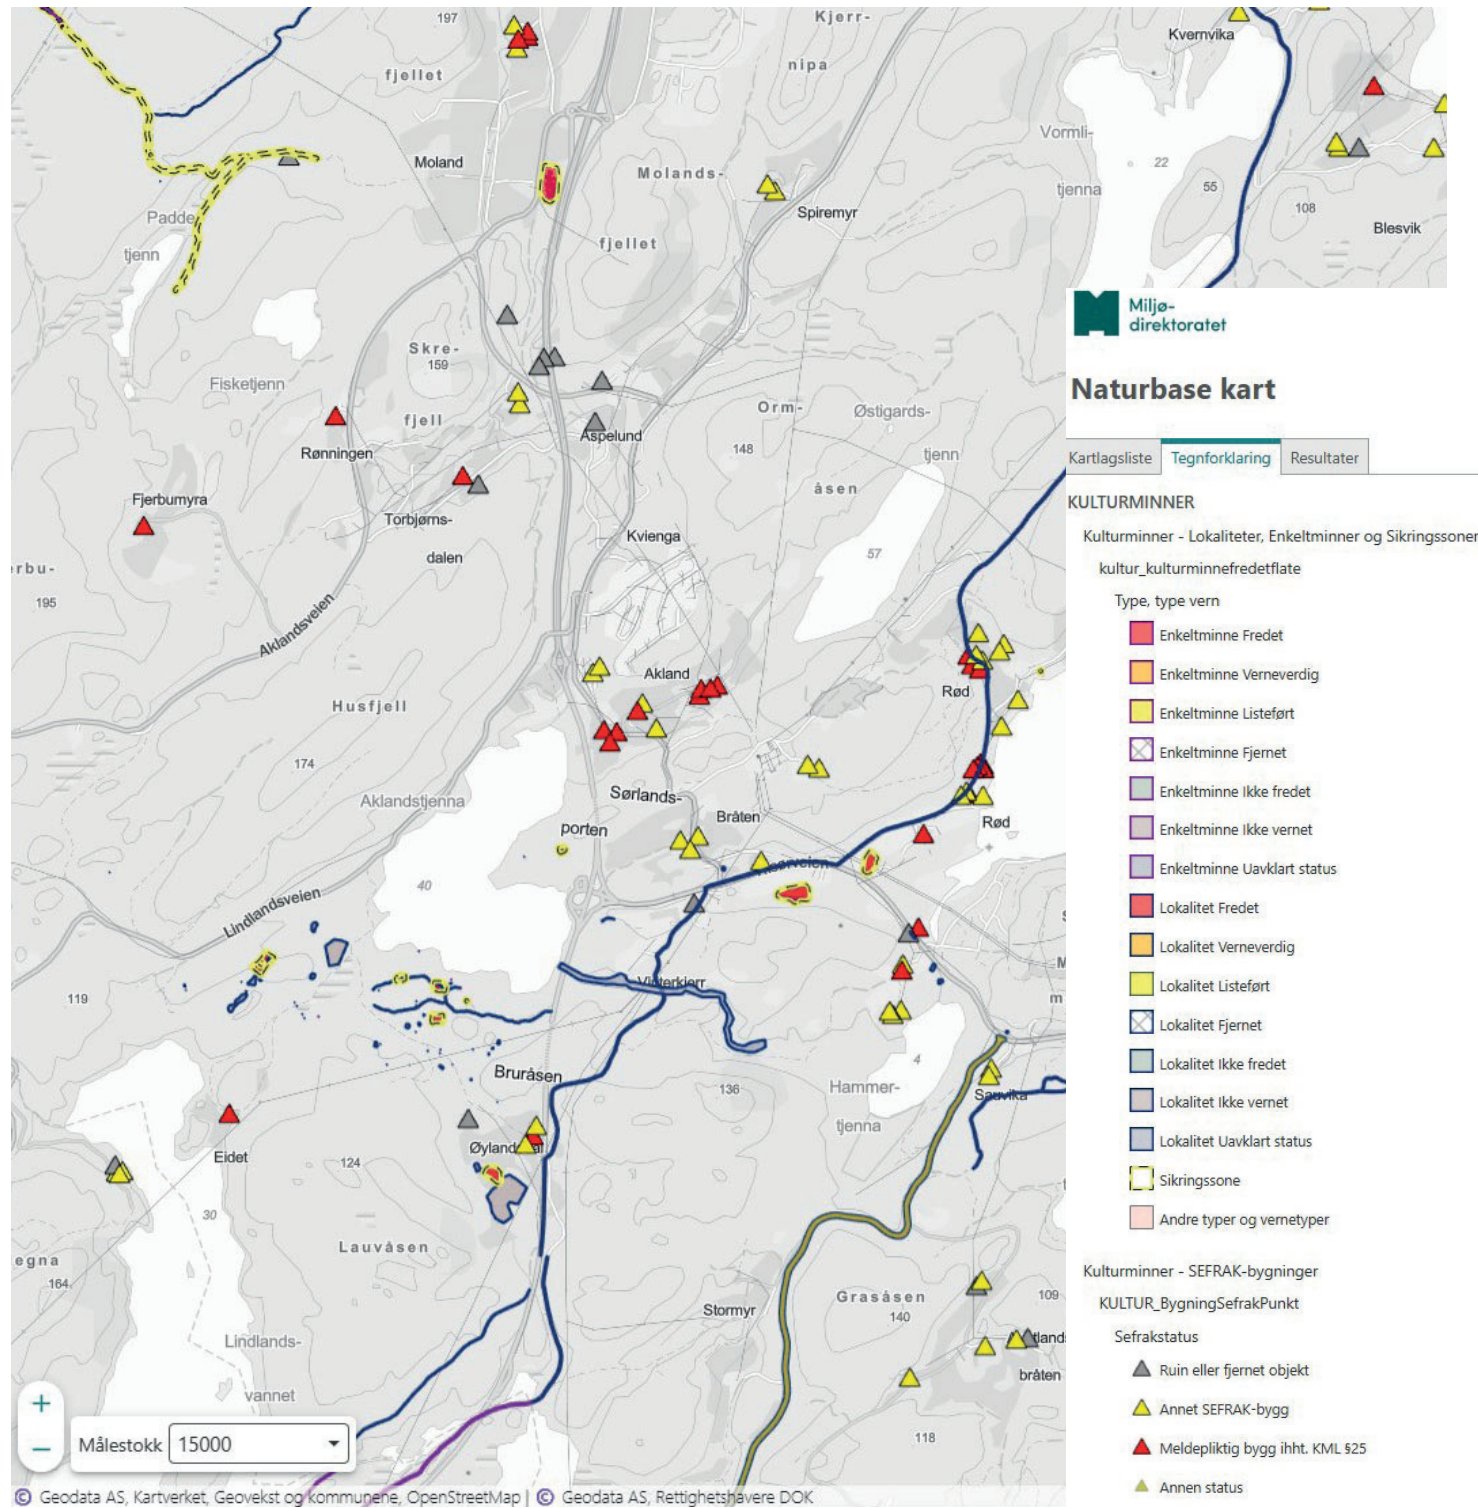 197
Kjerr-
Kvernvika
fjellet
nipa
Vormli-
Moland
Molands-
22
tjenna
55
108
Padde
Spiremyr
Blesvik
tjenn
fjellet
Miljø-
direktoratet
Skre-
159
Fisketjenn
Naturbase kart
Orm-
Østigards-
fjell
Aspelund
Rønningen
148
tjenn
Kartlagsliste
Tegnforklaring
Resultater
Fjerbumyra
åsen
KULTURMINNER
Torbjørns-
dalen
Kvienga
Kulturminner - Lokaliteter, Enkeltminner og Sikringssoner
57
rbu-
kultur_kulturminnefredetflate
195
Type, type vern
Aklandsveien
Enkeltminne Fredet
Akland
Enkeltminne Verneverdig
Rød
Husfjell
Enkeltminne Listeført
Enkeltminne Fjernet
174
Aklandstjenna
Sørlands-
porten
Enkeltminne Ikke fredet
Bråten
Rød
Enkeltminne Ikke vernet
Enkeltminne Uavklart status
40
Lindlandsveien
Lokalitet Fredet
Lokalitet Verneverdig
Lokalitet Listeført
119
Lokalitet Fjernet
Lokalitet Ikke fredet
Bruråsen
4
136
Hammer-
tjenna
Sauvika
Lokalitet Ikke vernet
Lokalitet Uavklart status
Eidet
124
Sikringssone
30
Andre typer og vernetyper
Lauvåsen
egna
164
Kulturminner - SEFRAK-bygninger
Grasåsen
109
KULTUR_BygningSefrakPunkt
Stormyr
140
Lindlands-
Sefrakstatus
bråten
Ruin eller fjernet objekt
vannet
Annet SEFRAK-bygg
+
−
Målestokk
15000
118
Meldepliktig bygg ihht. KML §25
Annen status
© Geodata AS, Kartverket, Geovekst og kommunene, OpenStreetMap | © Geodata AS, Rettighetshavere DOK